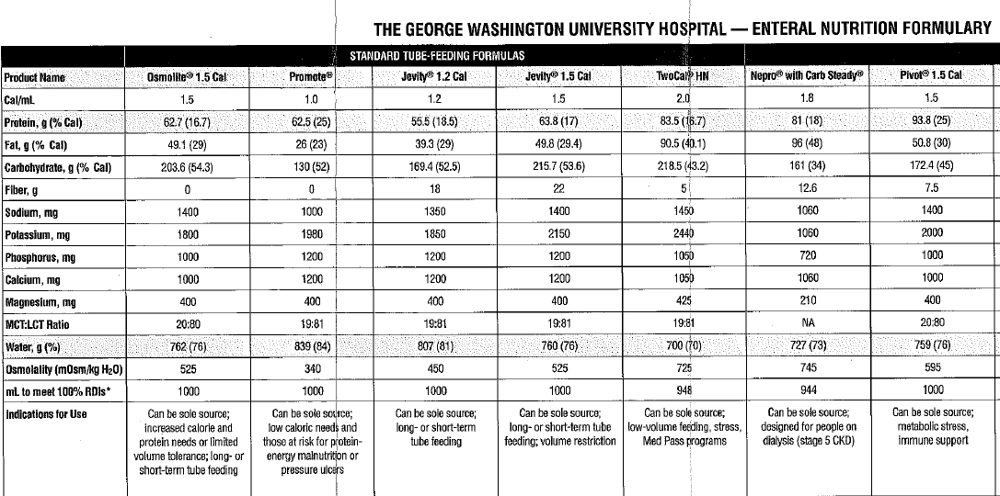 THE GEORGE WASHINGTON UNIVERSITY HOSPITAL — ENTERAL NUTRITION FORMULARY
STANDARD TUBE-FEEDING FORMULAS
Product Name Osmolite® 1.5 Cal Promote® Jevity® 1.2 Cal Jevity® 1.5 Cal TwoCal® HN Nepro® with Carb Steady® Pivot® 1.5 Cal
Cal/mL 1.5 1.0 1.2 1.5 2.0 1.8 1.5
Protein, g (% Cal) 62.7 (16.7) 62.5 (25) 55.5 (18.5) 63.8 (17) 83.5 (16.7) 81 (18) 93.8 (25)
Fat, g (% Cal) 49.1 (29) 26 (23) 39.3 (29) 49.8 (29.4) 90.5 (40.1) 96 (48) 50.8 (30)
Carbohydrate, g (% Cal) 203.6 (54.3) 130 (52) 169.4 (52.5) 215.7 (53.6) 218.5 (43.2) 161 (34) 172.4 (45)
Fiber, g 0 0 18 22 5 12.6 7.5
Sodium, mg 1400 1000 1350 1400 1450 1060 1400
Potassium, mg 1800 1980 1850 2150 2440 1060 2000
Phosphorus, mg 1000 1200 1200 1200 1050 720 1000
Calcium, mg 1000 1200 1200 1200 1050 1060 1000
Magnesium, mg 400 400 400 400 425 210 400
MCT:LCT Ratio 20:80 19:81 19:81 19:81 19:81 NA 20:80
Water, g (%) 762 (76) 839 (84) 807 (81) 760 (76) 700 (70) 727 (73) 759 (76)
Osmolality (mOsm/kg H₂O) 525 340 450 525 725 745 595
mL to meet 100% RDIs* 1000 1000 1000 1000 948 944 1000
Indications for Use
Can be sole source;
increased calorie and
protein needs or limited
volume tolerance; long- or
short-term tube feeding
Can be sole source;
low caloric needs and
those at risk for protein-
energy malnutrition or
pressure ulcers
Can be sole source;
long- or short-term
tube feeding
Can be sole source;
long- or short-term tube
feeding; volume restriction
Can be sole source;
low-volume feeding, stress,
Med Pass programs
Can be sole source;
designed for people on
dialysis (stage 5 CKD)
Can be sole source;
metabolic stress,
immune support